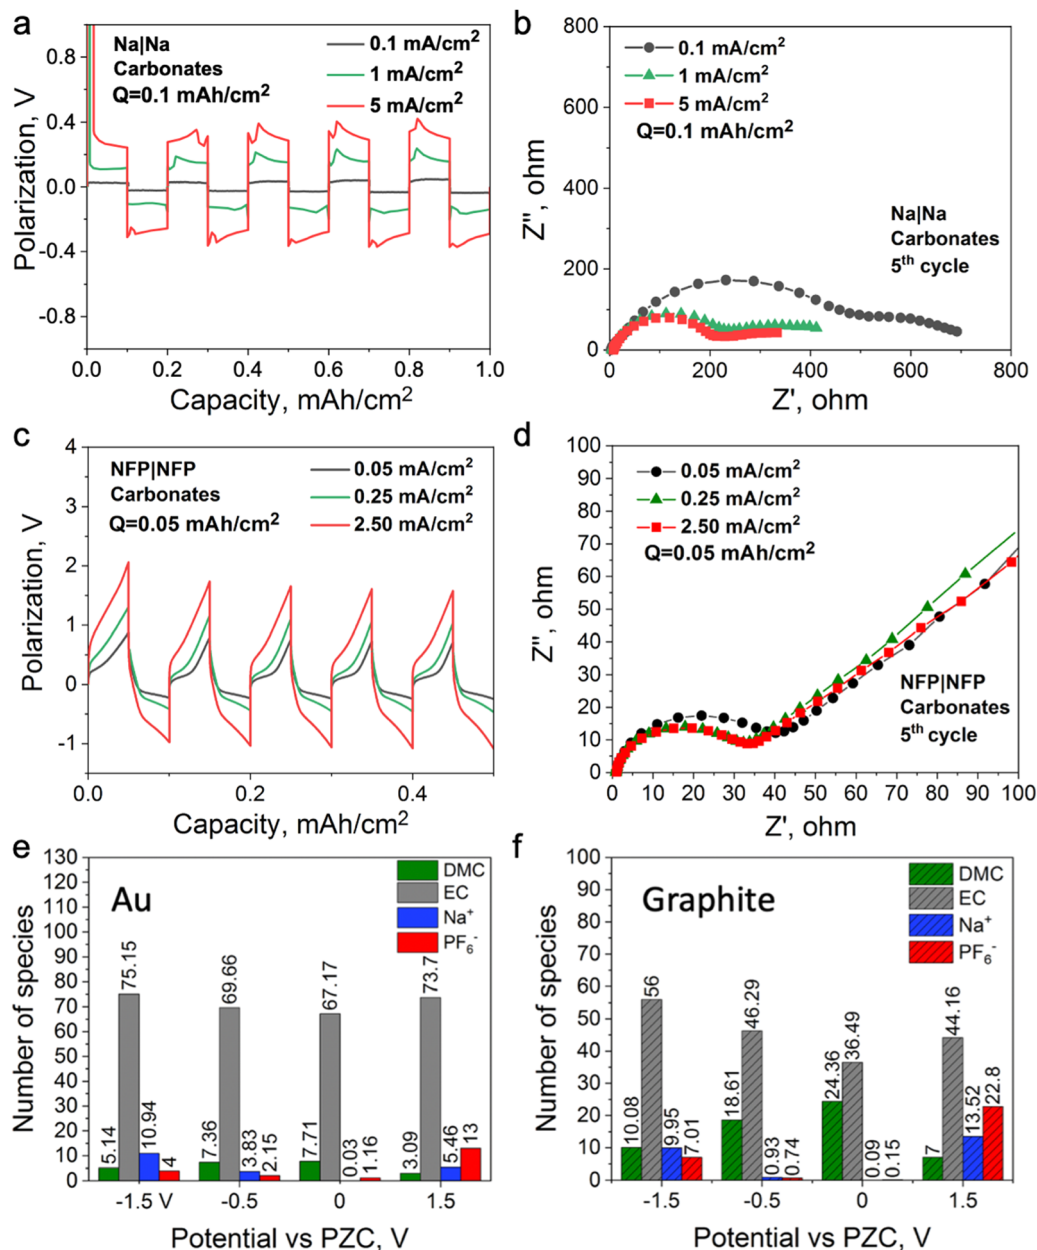 a
Na|Na
Carbonates
Q=0.1 mAh/cm²
0.1 mA/cm²
1 mA/cm²
5 mA/cm²
0.8
0.4
0.0
-0.4
-0.8
Polarization, V
0.0 0.2 0.4 0.6 0.8 1.0
Capacity, mAh/cm²
b
0.1 mA/cm²
1 mA/cm²
5 mA/cm²
Q=0.1 mAh/cm²
Na|Na
Carbonates
5th cycle
800
600
400
200
0
Z'', ohm
0 200 400 600 800
Z', ohm
c
NFP|NFP
Carbonates
Q=0.05 mAh/cm²
0.05 mA/cm²
0.25 mA/cm²
2.50 mA/cm²
4
3
2
1
0
-1
Polarization, V
0.0 0.2 0.4
Capacity, mAh/cm²
d
0.05 mA/cm²
0.25 mA/cm²
2.50 mA/cm²
Q=0.05 mAh/cm²
NFP|NFP
Carbonates
5th cycle
100
90
80
70
60
50
40
30
20
10
0
Z'', ohm
0 10 20 30 40 50 60 70 80 90 100
Z', ohm
e
Au
DMC
EC
Na⁺
PF₆⁻
130
120
110
100
90
80
70
60
50
40
30
20
10
0
Number of species
5.14 75.15 10.94 4
7.36 69.66 3.83 2.15
7.71 67.17 0.03 1.16
3.09 73.7 5.46 13
-1.5 V -0.5 0 1.5
Potential vs PZC, V
f
Graphite
DMC
EC
Na⁺
PF₆⁻
100
90
80
70
60
50
40
30
20
10
0
Number of species
10.08 56 9.95 7.01
18.61 46.29 0.93 0.74
24.36 36.49 0.09 0.15
7 44.16 13.52 22.8
-1.5 -0.5 0 1.5
Potential vs PZC, V